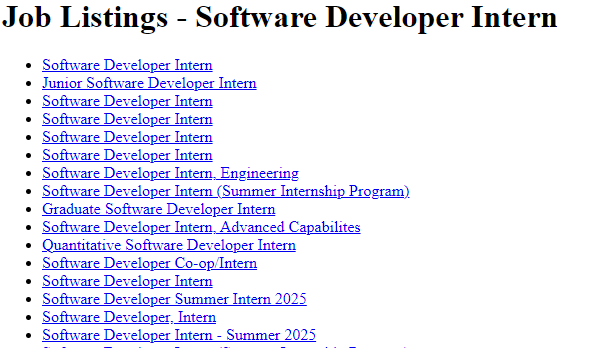 Job Listings - Software Developer Intern
Software Developer Intern
Junior Software Developer Intern
Software Developer Intern
Software Developer Intern
Software Developer Intern
Software Developer Intern
Software Developer Intern, Engineering
Software Developer Intern (Summer Internship Program)
Graduate Software Developer Intern
Software Developer Intern, Advanced Capabilites
Quantitative Software Developer Intern
Software Developer Co-op/Intern
Software Developer Intern
Software Developer Summer Intern 2025
Software Developer, Intern
Software Developer Intern - Summer 2025